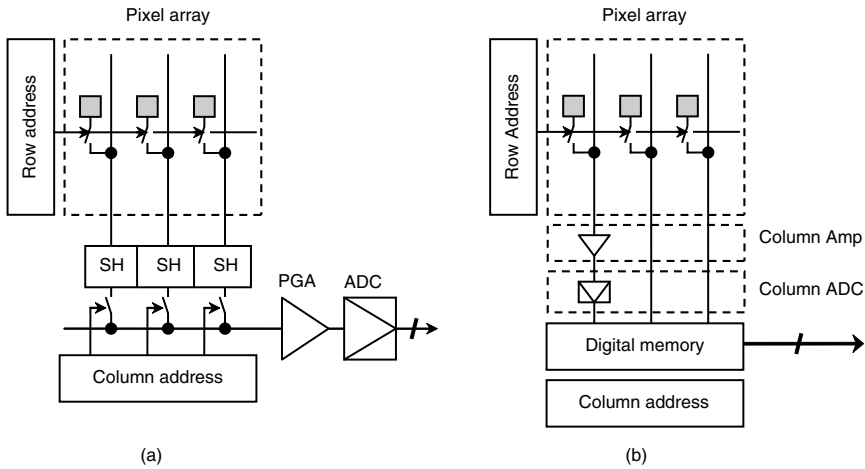 Pixel array
Row address
SH
SH
SH
PGA
ADC
Column address
(a)
Pixel array
Row Address
Column Amp
Column ADC
Digital memory
Column address
(b)